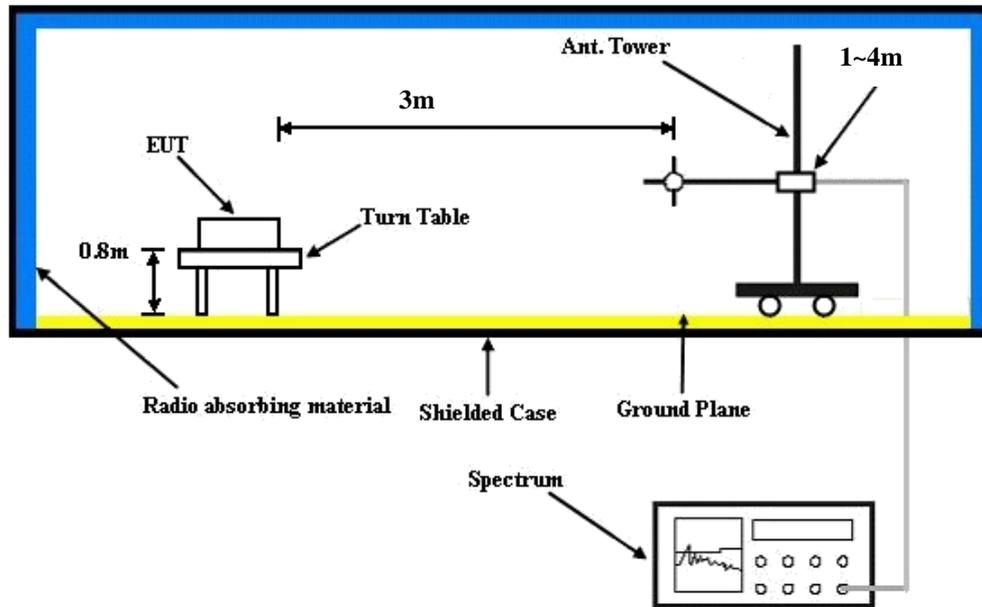 Ant. Tower
1~4m
3m
EUT
Turn Table
0.8m
Radio absorbing material
Shielded Case
Ground Plane
Spectrum